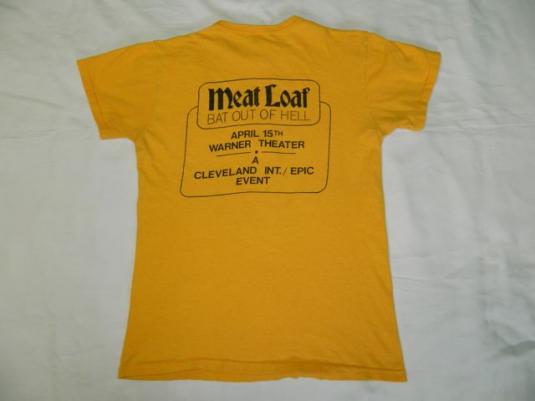 Meat Loaf
BAT OUT OF HELL
APRIL 15TH
WARNER THEATER
•
A
CLEVELAND INT./EPIC
EVENT